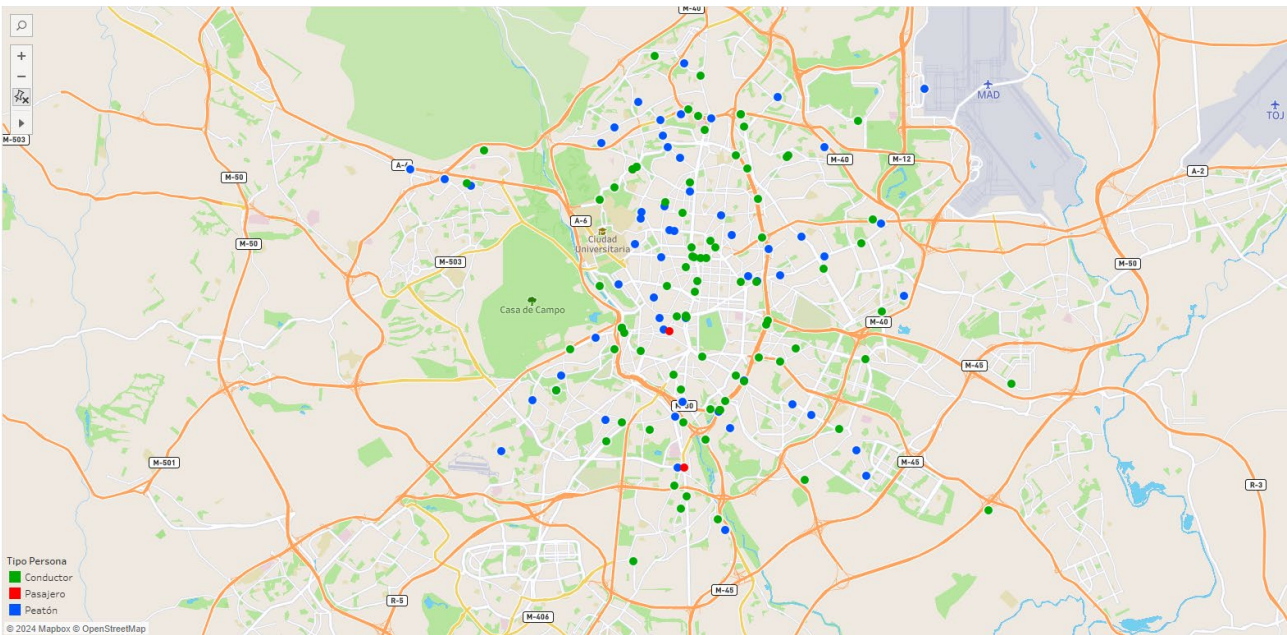 M-40
MAD
TOJ
M-503
A-6
M-40
M-12
A-2
M-50
A-6
Ciudad
Universitaria
M-50
M-503
M-50
Casa de Campo
M-40
M-45
M-30
M-501
M-45
R-3
Tipo Persona
Conductor
Pasajero
Peatón
R-5
M-45
M-406
© 2024 Mapbox © OpenStreetMap